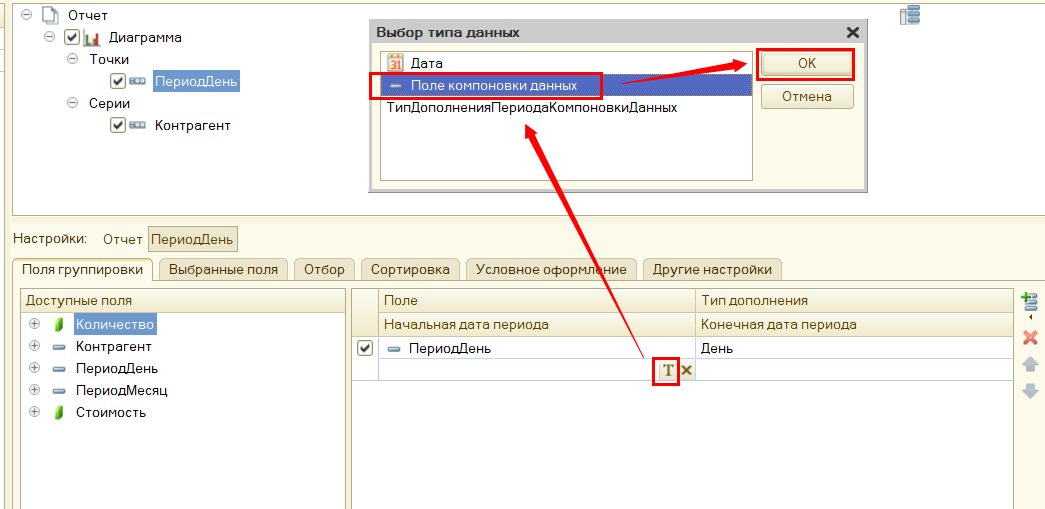 Отчет
Диаграмма
Точки
ПериодДень
Серии
Контрагент
Выбор типа данных
31 Дата
Поле компоновки данных
ТипДополненияПериодаКомпоновкиДанных
OK
Отмена
Настройки: Отчет ПериодДень
Поля группировки Выбранные поля Отбор Сортировка Условное оформление Другие настройки
Доступные поля
Количество
Контрагент
ПериодДень
ПериодМесяц
Стоимость
Поле Тип дополнения
Начальная дата периода Конечная дата периода
ПериодДень День
T